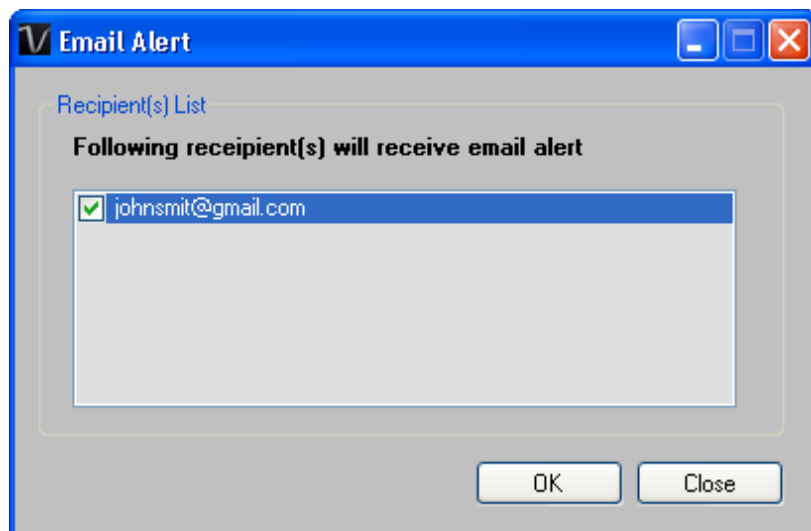 Email Alert
Recipient(s) List
Following receipient(s) will receive email alert
johnsmit@gmail.com
OK Close